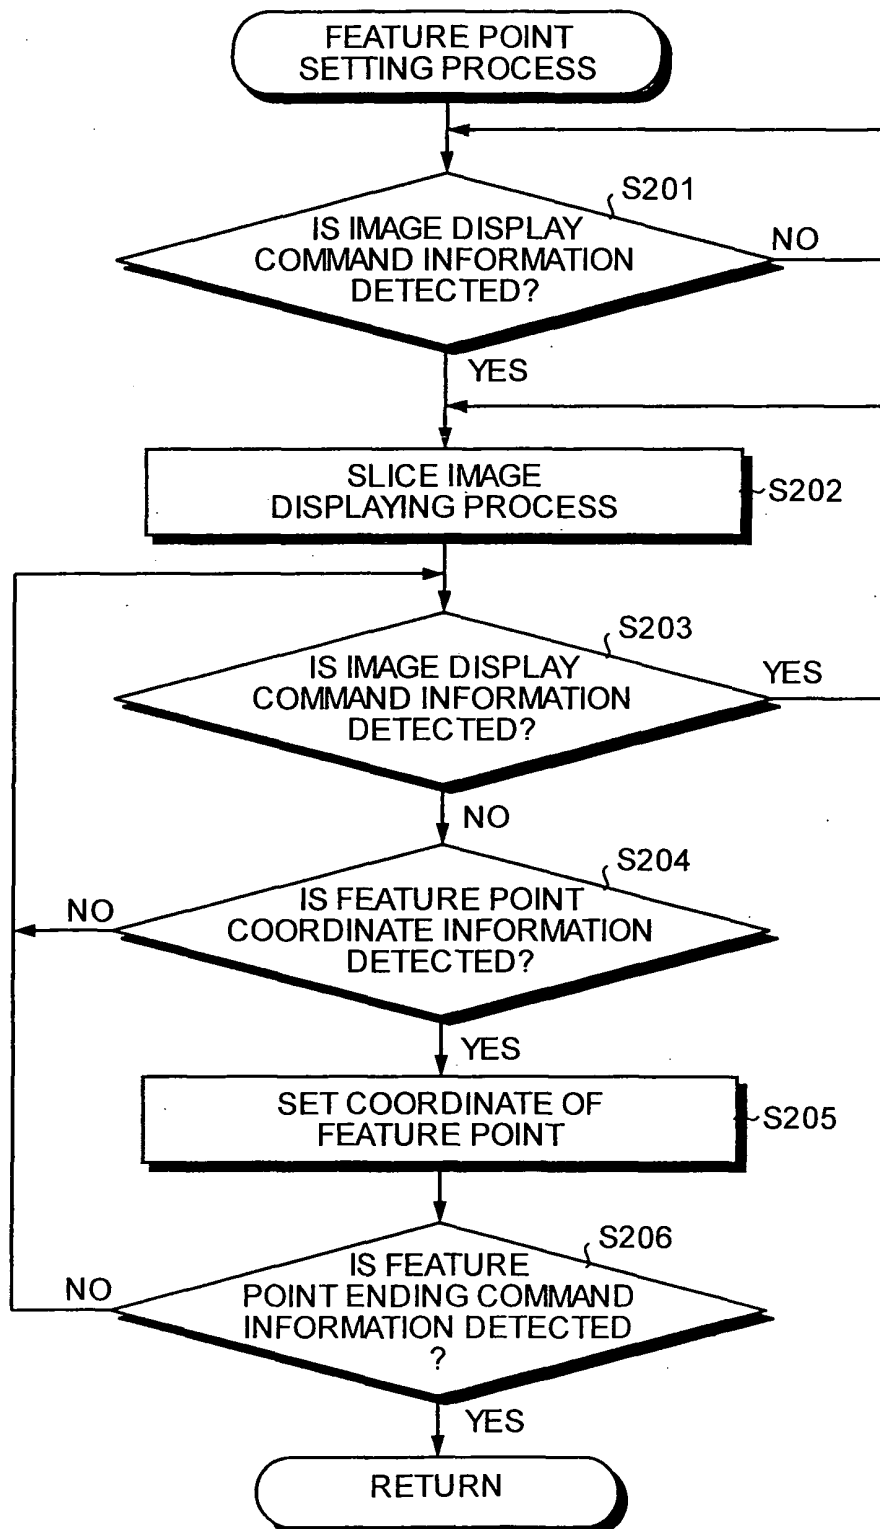 FEATURE POINT
SETTING PROCESS
S201
IS IMAGE DISPLAY
COMMAND INFORMATION
DETECTED?
NO
YES
SLICE IMAGE
DISPLAYING PROCESS
S202
S203
IS IMAGE DISPLAY
COMMAND INFORMATION
DETECTED?
YES
NO
S204
IS FEATURE POINT
COORDINATE INFORMATION
DETECTED?
NO
YES
SET COORDINATE OF
FEATURE POINT
S205
S206
IS FEATURE
POINT ENDING COMMAND
INFORMATION DETECTED
?
NO
YES
RETURN